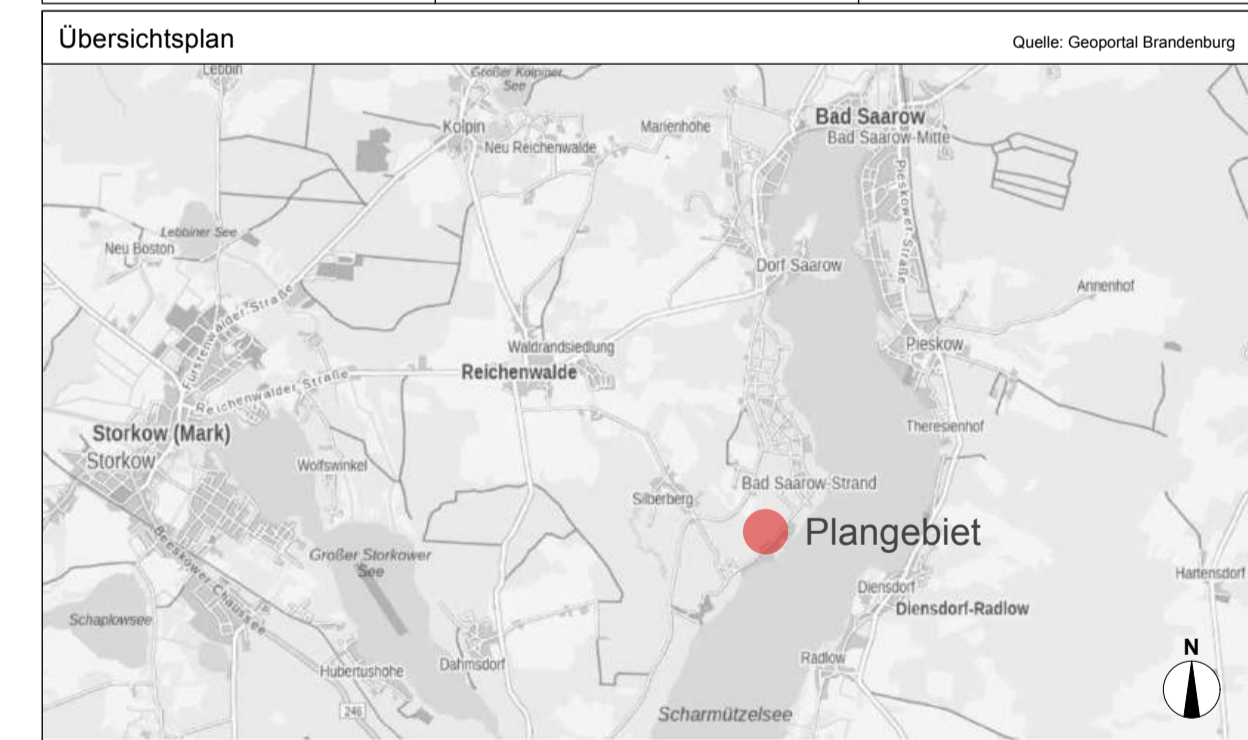 Übersichtsplan
Quelle: Geoportal Brandenburg
Lebbin
Großer Kolpiner
See
Kolpin
Neu Reichenwalde
Marienhöhe
Bad Saarow
Bad Saarow-Mitte
Pieskower-Straße
Lebbiner See
Neu Boston
Dorf Saarow
Annenhof
Fürstenwalder-Straße
Waldrandsiedlung
Reichenwalde
Pieskow
Reichenwalder Straße
Storkow (Mark)
Storkow
Wolfswinkel
Theresienhof
Bad Saarow-Strand
Silberberg
Plangebiet
Großer Storkower
See
Beeskower-Chaussee
Schaplowsee
Diensdorf
Diensdorf-Radlow
Hartensdorf
Hubertushöhe
Dahmsdorf
Radlow
246
Scharmützelsee
N